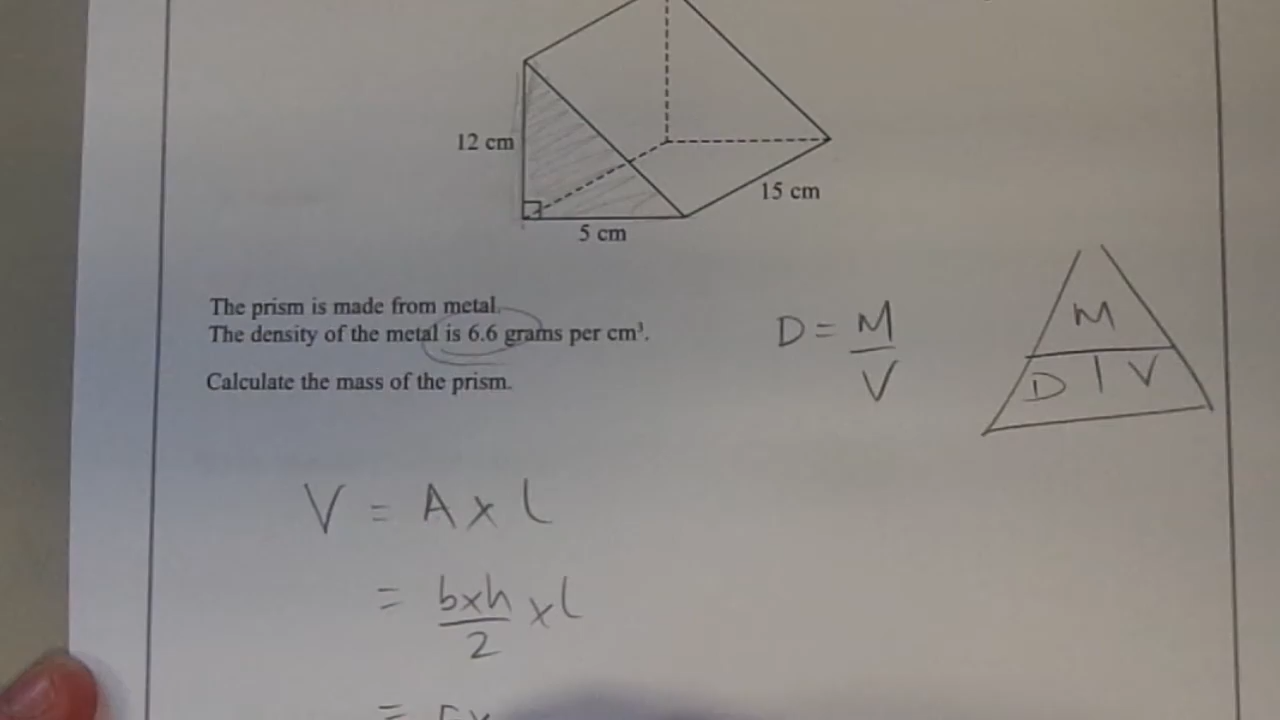 12 cm
15 cm
5 cm
The prism is made from metal.
The density of the metal is 6.6 grams per cm³.
Calculate the mass of the prism.
D = M
V
M
D V
V = A x l
= b x h x l
2
= 5 x